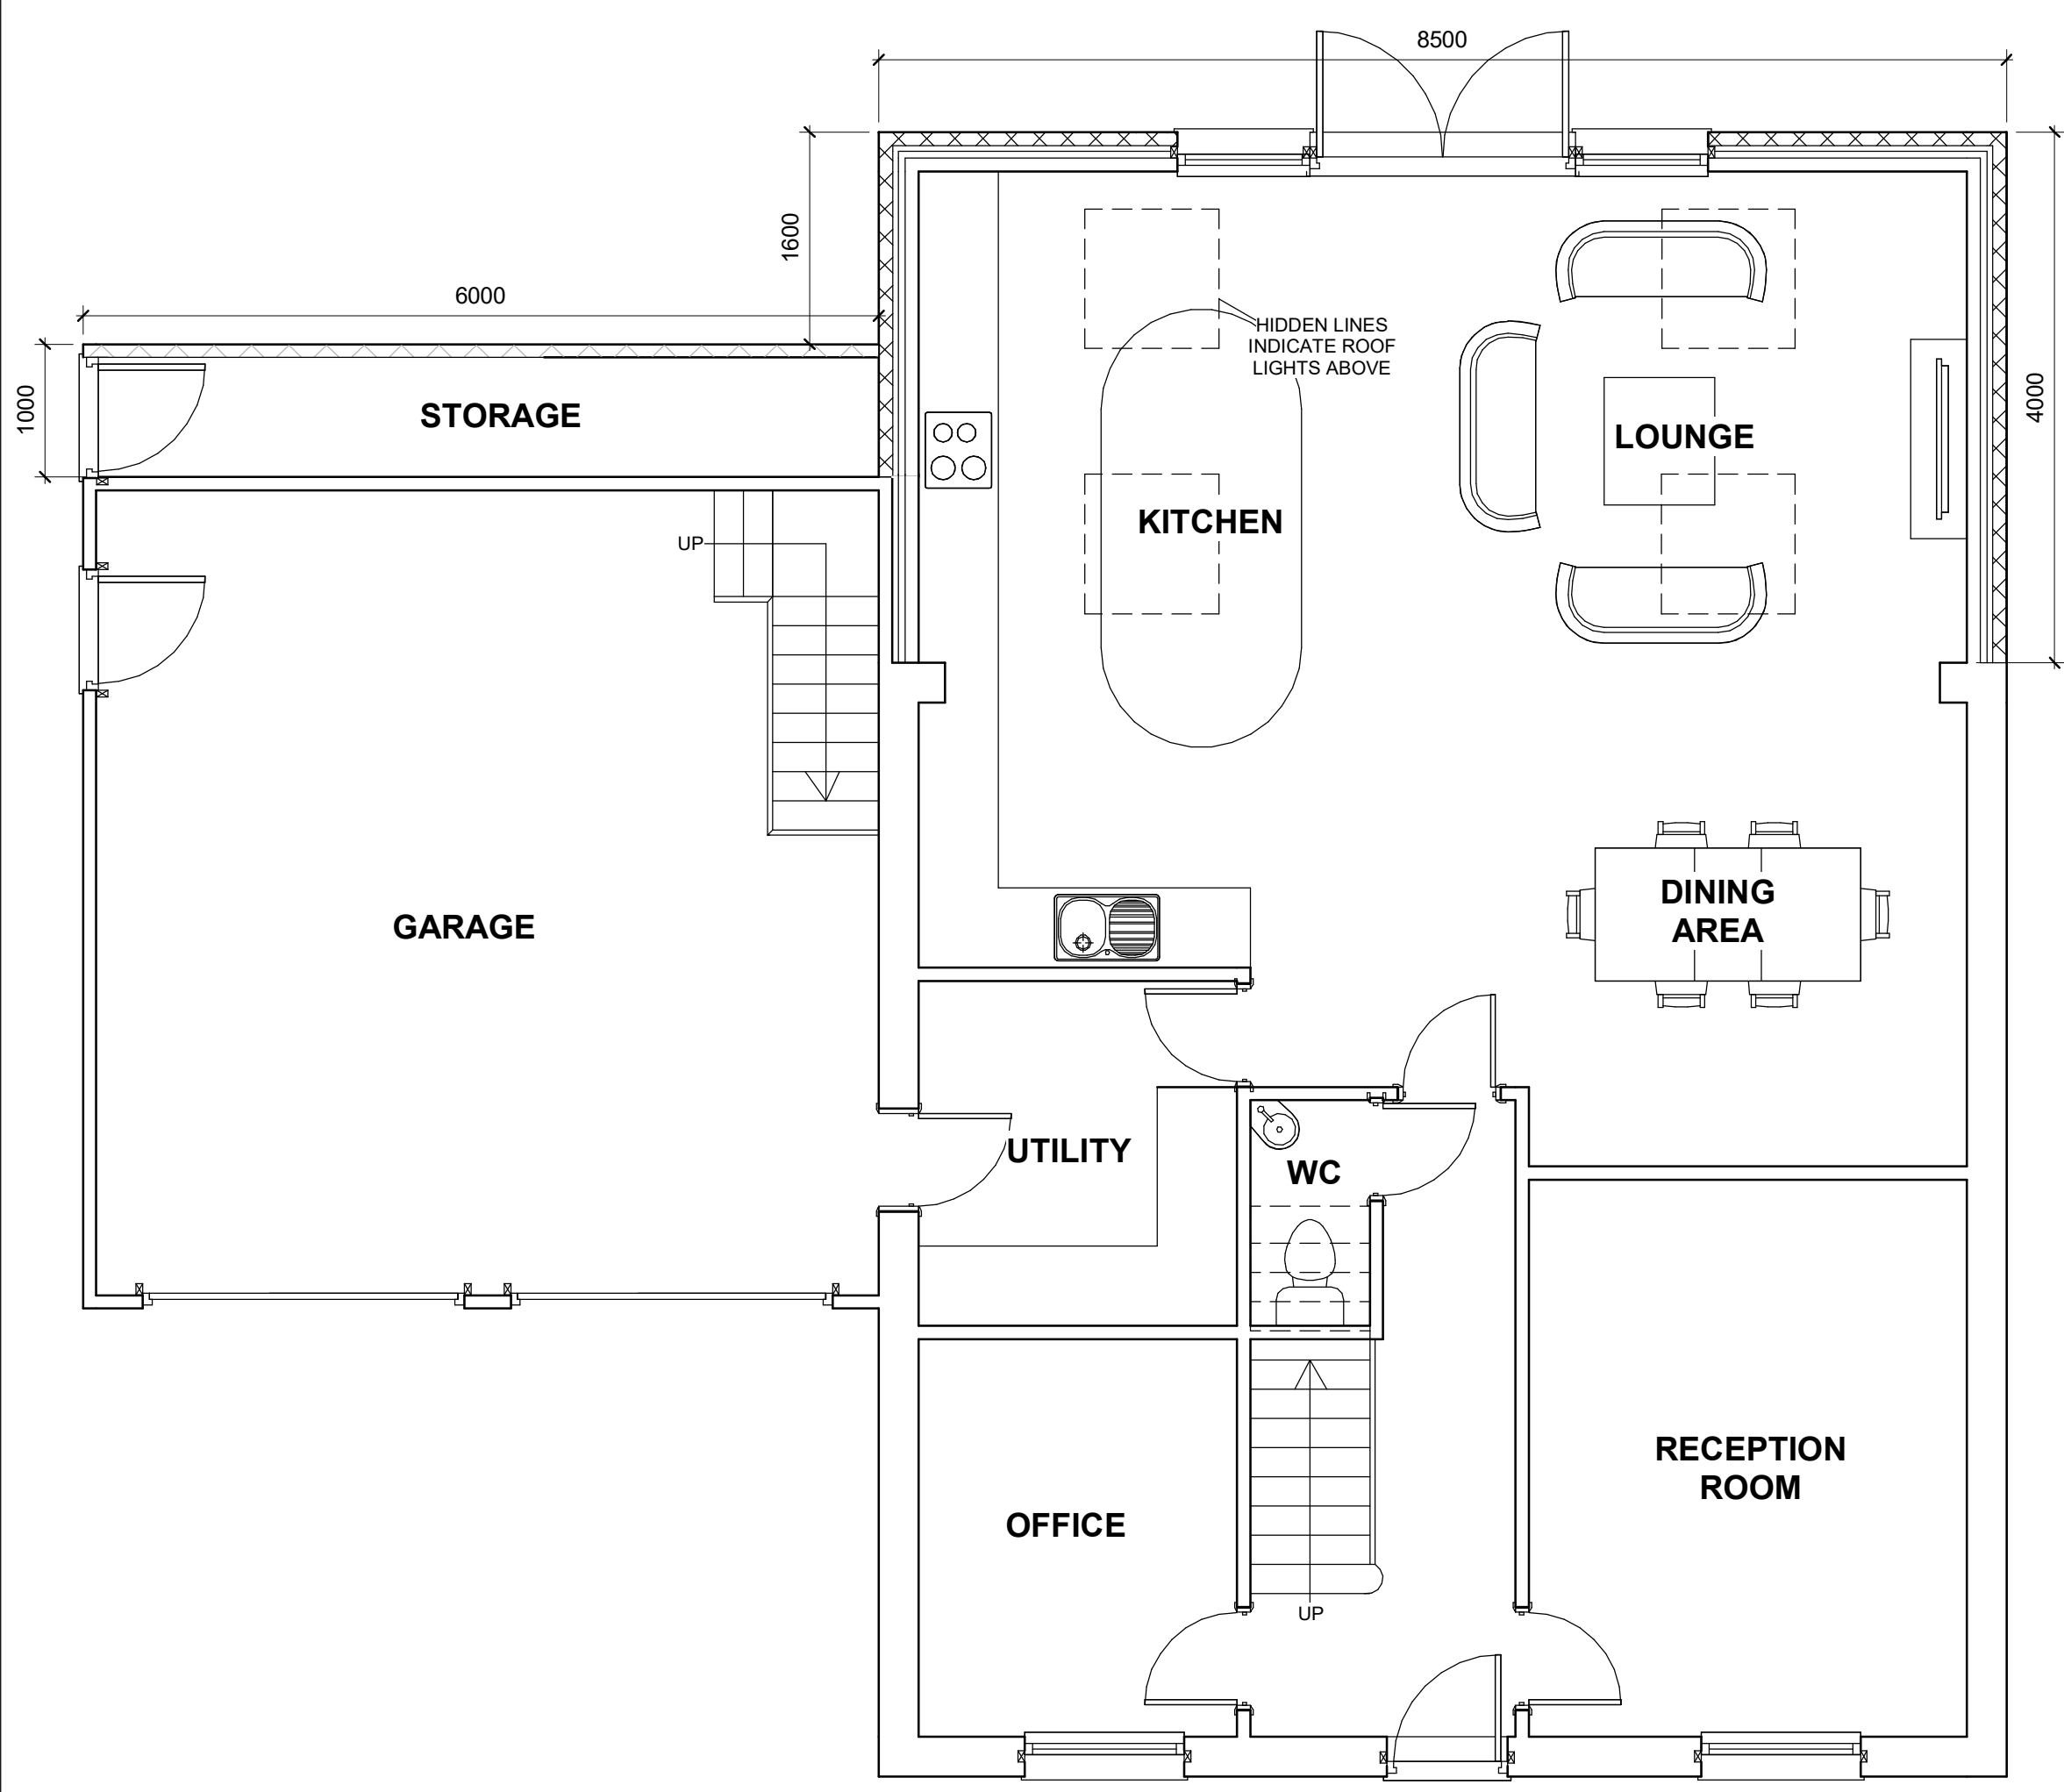 8500
1600
6000
HIDDEN LINES
INDICATE ROOF
LIGHTS ABOVE
1000
4000
STORAGE
LOUNGE
KITCHEN
UP
GARAGE
DINING
AREA
UTILITY
WC
RECEPTION
ROOM
OFFICE
UP